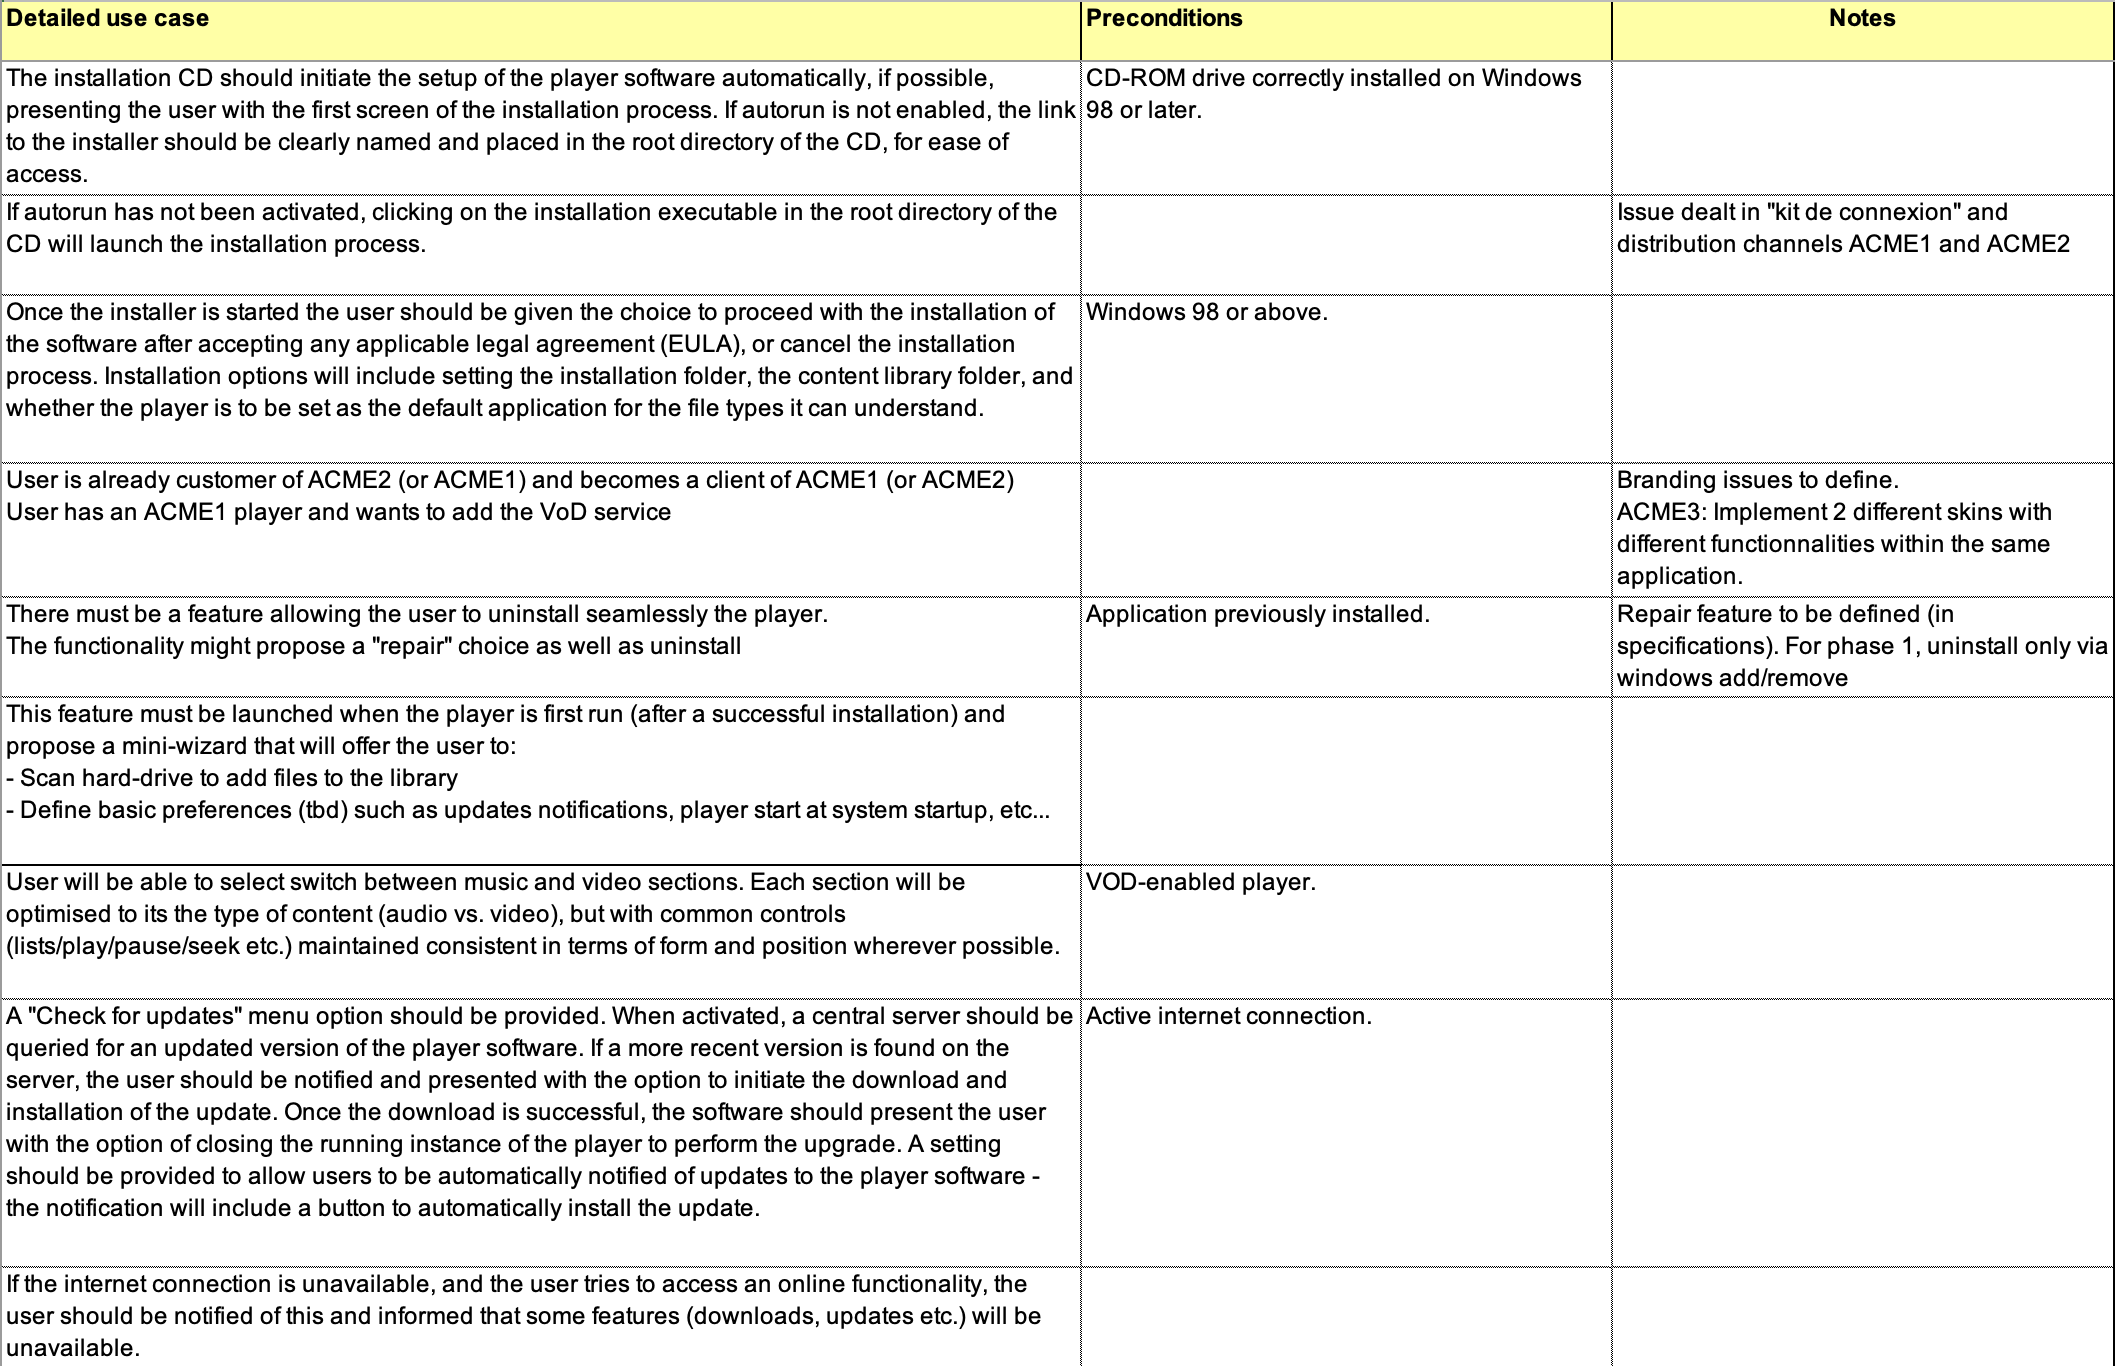 Detailed use case
Preconditions
Notes
The installation CD should initiate the setup of the player software automatically, if possible,
presenting the user with the first screen of the installation process. If autorun is not enabled, the link
to the installer should be clearly named and placed in the root directory of the CD, for ease of
access.
CD-ROM drive correctly installed on Windows
98 or later.
If autorun has not been activated, clicking on the installation executable in the root directory of the
CD will launch the installation process.
Issue dealt in "kit de connexion" and
distribution channels ACME1 and ACME2
Once the installer is started the user should be given the choice to proceed with the installation of
the software after accepting any applicable legal agreement (EULA), or cancel the installation
process. Installation options will include setting the installation folder, the content library folder, and
whether the player is to be set as the default application for the file types it can understand.
Windows 98 or above.
User is already customer of ACME2 (or ACME1) and becomes a client of ACME1 (or ACME2)
User has an ACME1 player and wants to add the VoD service
Branding issues to define.
ACME3: Implement 2 different skins with
different functionnalities within the same
application.
There must be a feature allowing the user to uninstall seamlessly the player.
The functionality might propose a "repair" choice as well as uninstall
Application previously installed.
Repair feature to be defined (in
specifications). For phase 1, uninstall only via
windows add/remove
This feature must be launched when the player is first run (after a successful installation) and
propose a mini-wizard that will offer the user to:
- Scan hard-drive to add files to the library
- Define basic preferences (tbd) such as updates notifications, player start at system startup, etc...
User will be able to select switch between music and video sections. Each section will be
optimised to its the type of content (audio vs. video), but with common controls
(lists/play/pause/seek etc.) maintained consistent in terms of form and position wherever possible.
VOD-enabled player.
A "Check for updates" menu option should be provided. When activated, a central server should be
queried for an updated version of the player software. If a more recent version is found on the
server, the user should be notified and presented with the option to initiate the download and
installation of the update. Once the download is successful, the software should present the user
with the option of closing the running instance of the player to perform the upgrade. A setting
should be provided to allow users to be automatically notified of updates to the player software -
the notification will include a button to automatically install the update.
Active internet connection.
If the internet connection is unavailable, and the user tries to access an online functionality, the
user should be notified of this and informed that some features (downloads, updates etc.) will be
unavailable.